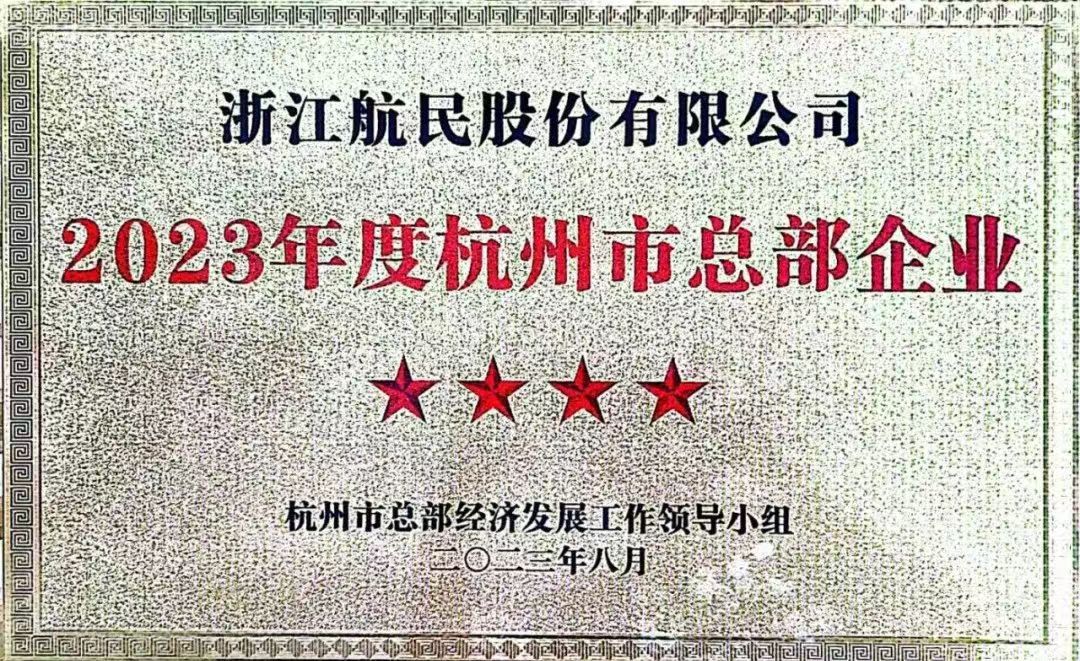 浙江航民股份有限公司
2023年度杭州市总部企业
杭州市总部经济发展工作领导小组
二〇二三年八月